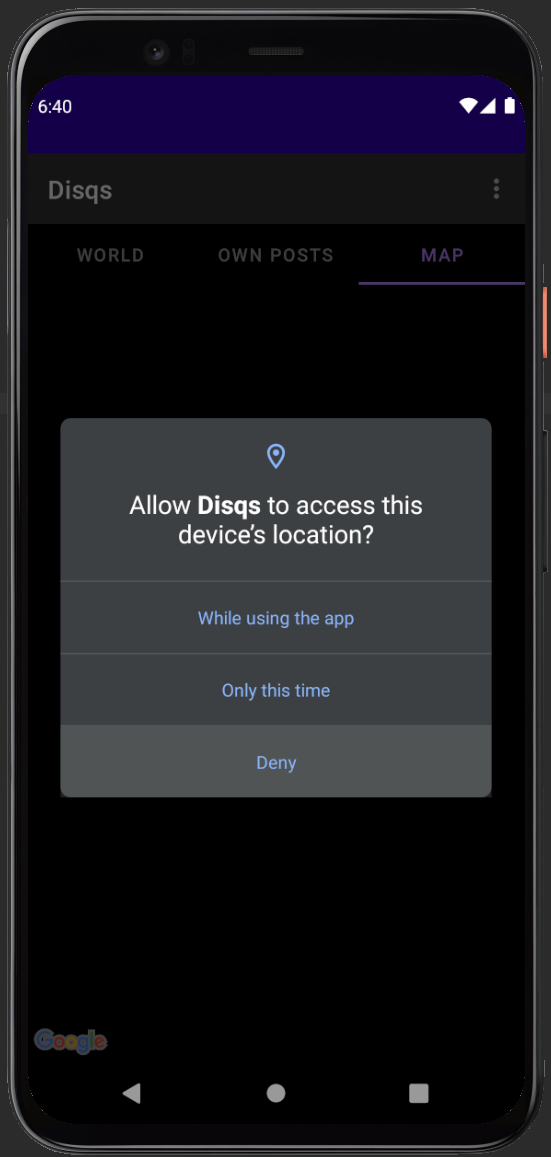 6:40
Disqs
WORLD OWN POSTS MAP
Allow Disqs to access this
device's location?
While using the app
Only this time
Deny
Google